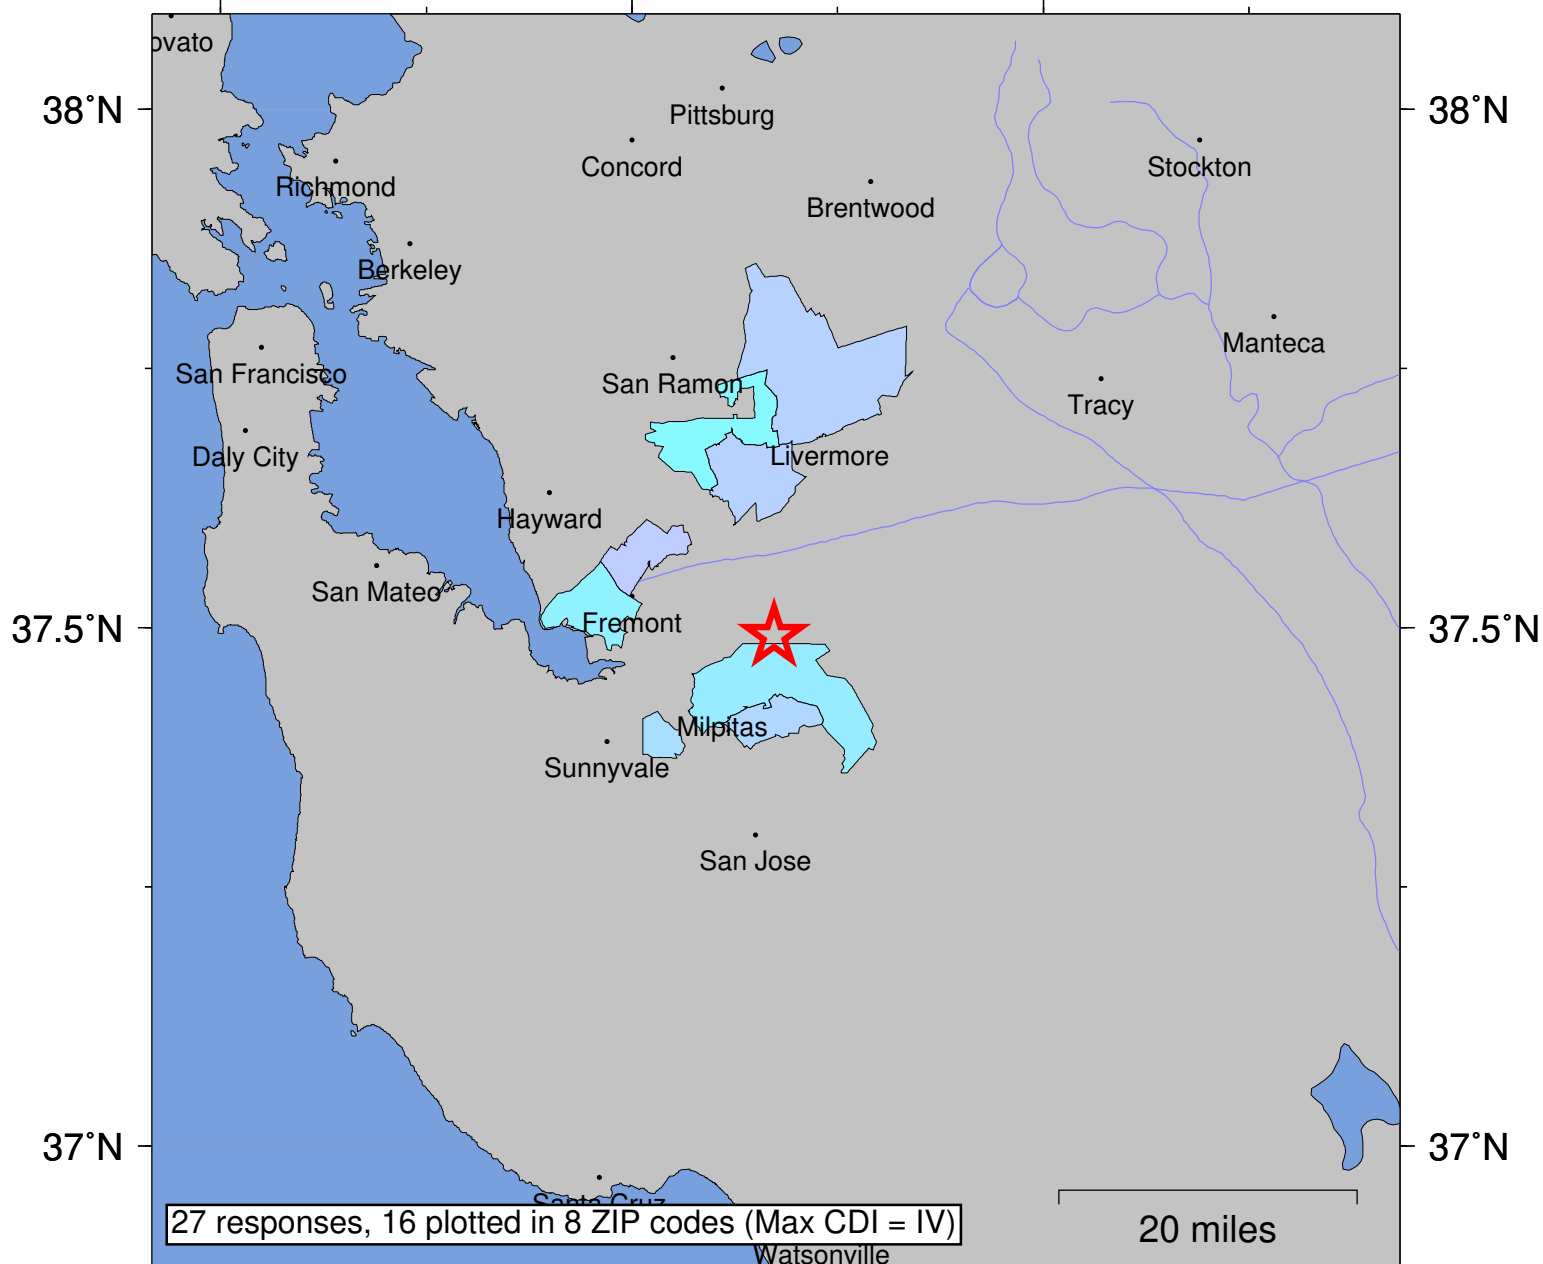 ovato
38°N
Pittsburg
38°N
Concord
Stockton
Richmond
Brentwood
Berkeley
Manteca
San Francisco
San Ramon
Tracy
Daly City
Livermore
Hayward
San Mateo
37.5°N
Fremont
37.5°N
Milpitas
Sunnyvale
San Jose
37°N
37°N
Santa Cruz
27 responses, 16 plotted in 8 ZIP codes (Max CDI = IV)
20 miles
Watsonville